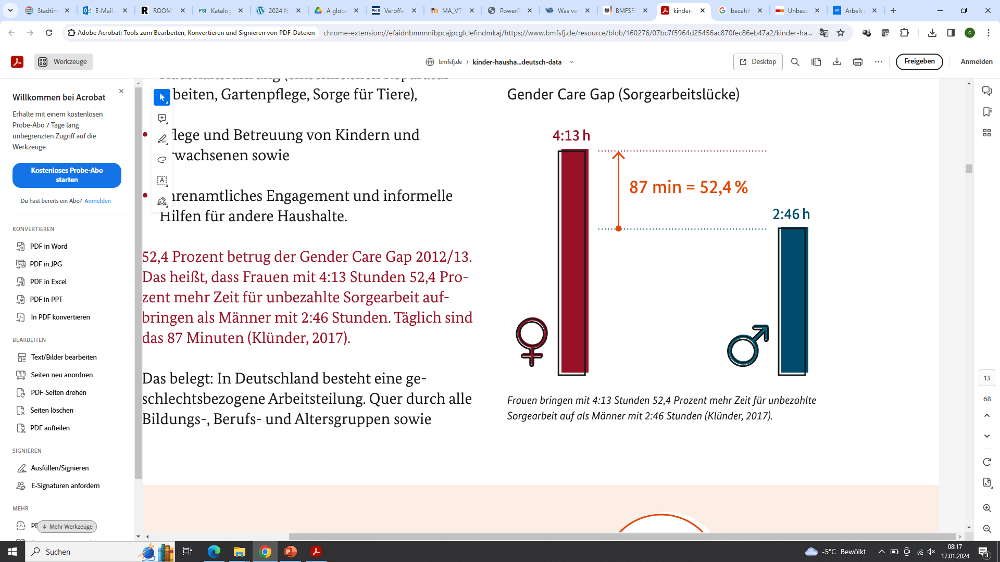 Stadtim
E-Mail -
ROOM
Katalog
2024 N
A globa
Veröffe
MA_VT
PowerP
Was ve
BMFSFJ
kinder-
bezahlt
Unbeza
Arbeit
Adobe Acrobat: Tools zum Bearbeiten, Konvertieren und Signieren von PDF-Dateien
chrome-extension://efaidnbmnnnibpcajpcglclefindmkaj/https://www.bmfsfj.de/resource/blob/160276/07bc7f5964d25456ac870fec86eb47a2/kinder-ha...
Werkzeuge
bmfsfj.de / kinder-hausha...deutsch-data
Desktop
Freigeben
Anmelden
Willkommen bei Acrobat
Erhalte mit einem kostenlosen
Probe-Abo 7 Tage lang
unbegrenzten Zugriff auf die
Werkzeuge.
Kostenloses Probe-Abo
starten
Du hast bereits ein Abo? Anmelden
KONVERTIEREN
PDF in Word
PDF in JPG
PDF in Excel
PDF in PPT
In PDF konvertieren
BEARBEITEN
Text/Bilder bearbeiten
Seiten neu anordnen
PDF-Seiten drehen
Seiten löschen
PDF aufteilen
SIGNIEREN
Ausfüllen/Signieren
E-Signaturen anfordern
MEHR
PD
Mehr Werkzeuge
beiten, Gartenpflege, Sorge für Tiere),
flege und Betreuung von Kindern und
rwachsenen sowie
hrenamtliches Engagement und informelle
Hilfen für andere Haushalte.
52,4 Prozent betrug der Gender Care Gap 2012/13.
Das heißt, dass Frauen mit 4:13 Stunden 52,4 Pro-
zent mehr Zeit für unbezahlte Sorgearbeit auf-
bringen als Männer mit 2:46 Stunden. Täglich sind
das 87 Minuten (Klünder, 2017).
Das belegt: In Deutschland besteht eine ge-
schlechtsbezogene Arbeitsteilung. Quer durch alle
Bildungs-, Berufs- und Altersgruppen sowie
Gender Care Gap (Sorgearbeitslücke)
4:13 h
87 min = 52,4 %
2:46 h
Frauen bringen mit 4:13 Stunden 52,4 Prozent mehr Zeit für unbezahlte
Sorgearbeit auf als Männer mit 2:46 Stunden (Klünder, 2017).
13
68
Suchen
-5°C Bewölkt
08:17
17.01.2024
3